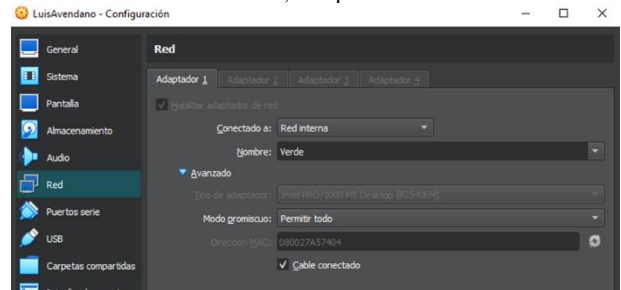 LuisAvendano - Configuración
General
Sistema
Pantalla
Almacenamiento
Audio
Red
Puertos serie
USB
Carpetas compartidas
Red
Adaptador 1 Adaptador 2 Adaptador 3 Adaptador 4
Habilitar adaptador de red
Conectado a: Red interna
Nombre: Verde
Avanzado
Tipo de adaptador: Intel PRO/1000 MT Desktop (82540EM)
Modo promiscuo: Permitir todo
Dirección MAC: 080027A57404
Cable conectado